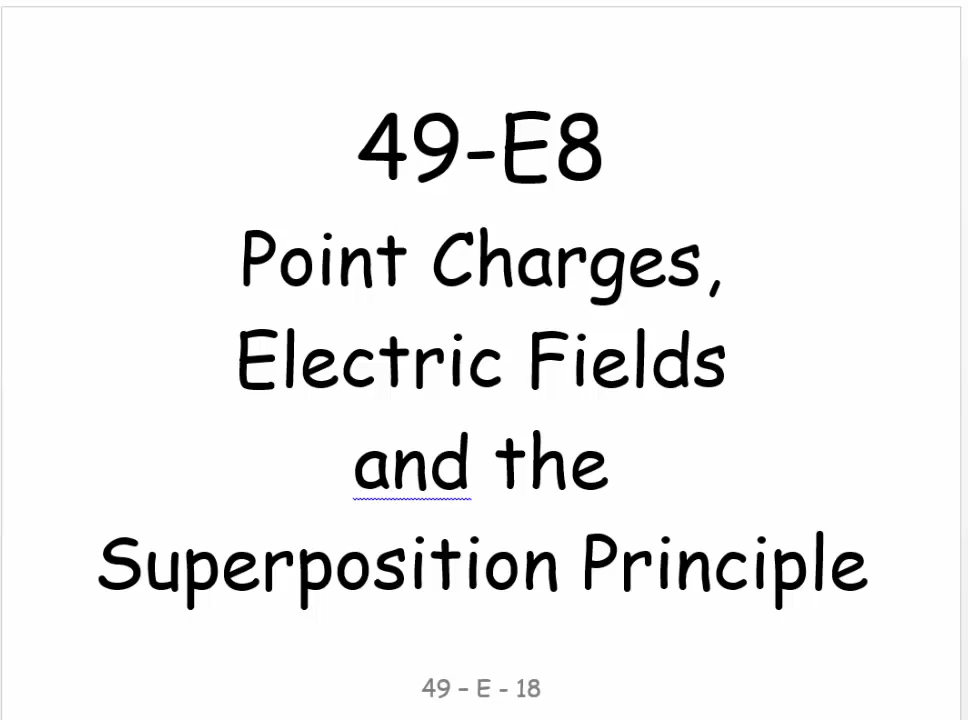 49-E8
Point Charges,
Electric Fields
and the
Superposition Principle
49 – E - 18